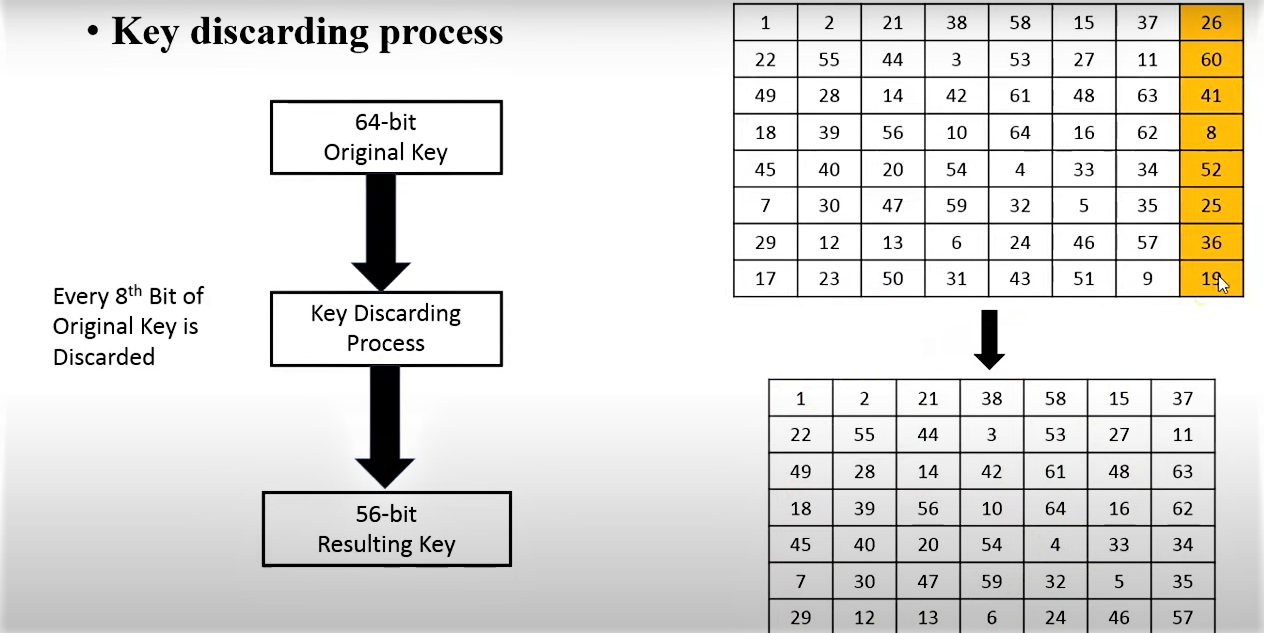 • Key discarding process
64-bit
Original Key
Every 8th Bit of
Original Key is
Discarded
Key Discarding
Process
56-bit
Resulting Key
1 2 21 38 58 15 37 26
22 55 44 3 53 27 11 60
49 28 14 42 61 48 63 41
18 39 56 10 64 16 62 8
45 40 20 54 4 33 34 52
7 30 47 59 32 5 35 25
29 12 13 6 24 46 57 36
17 23 50 31 43 51 9 19
1 2 21 38 58 15 37
22 55 44 3 53 27 11
49 28 14 42 61 48 63
18 39 56 10 64 16 62
45 40 20 54 4 33 34
7 30 47 59 32 5 35
29 12 13 6 24 46 57